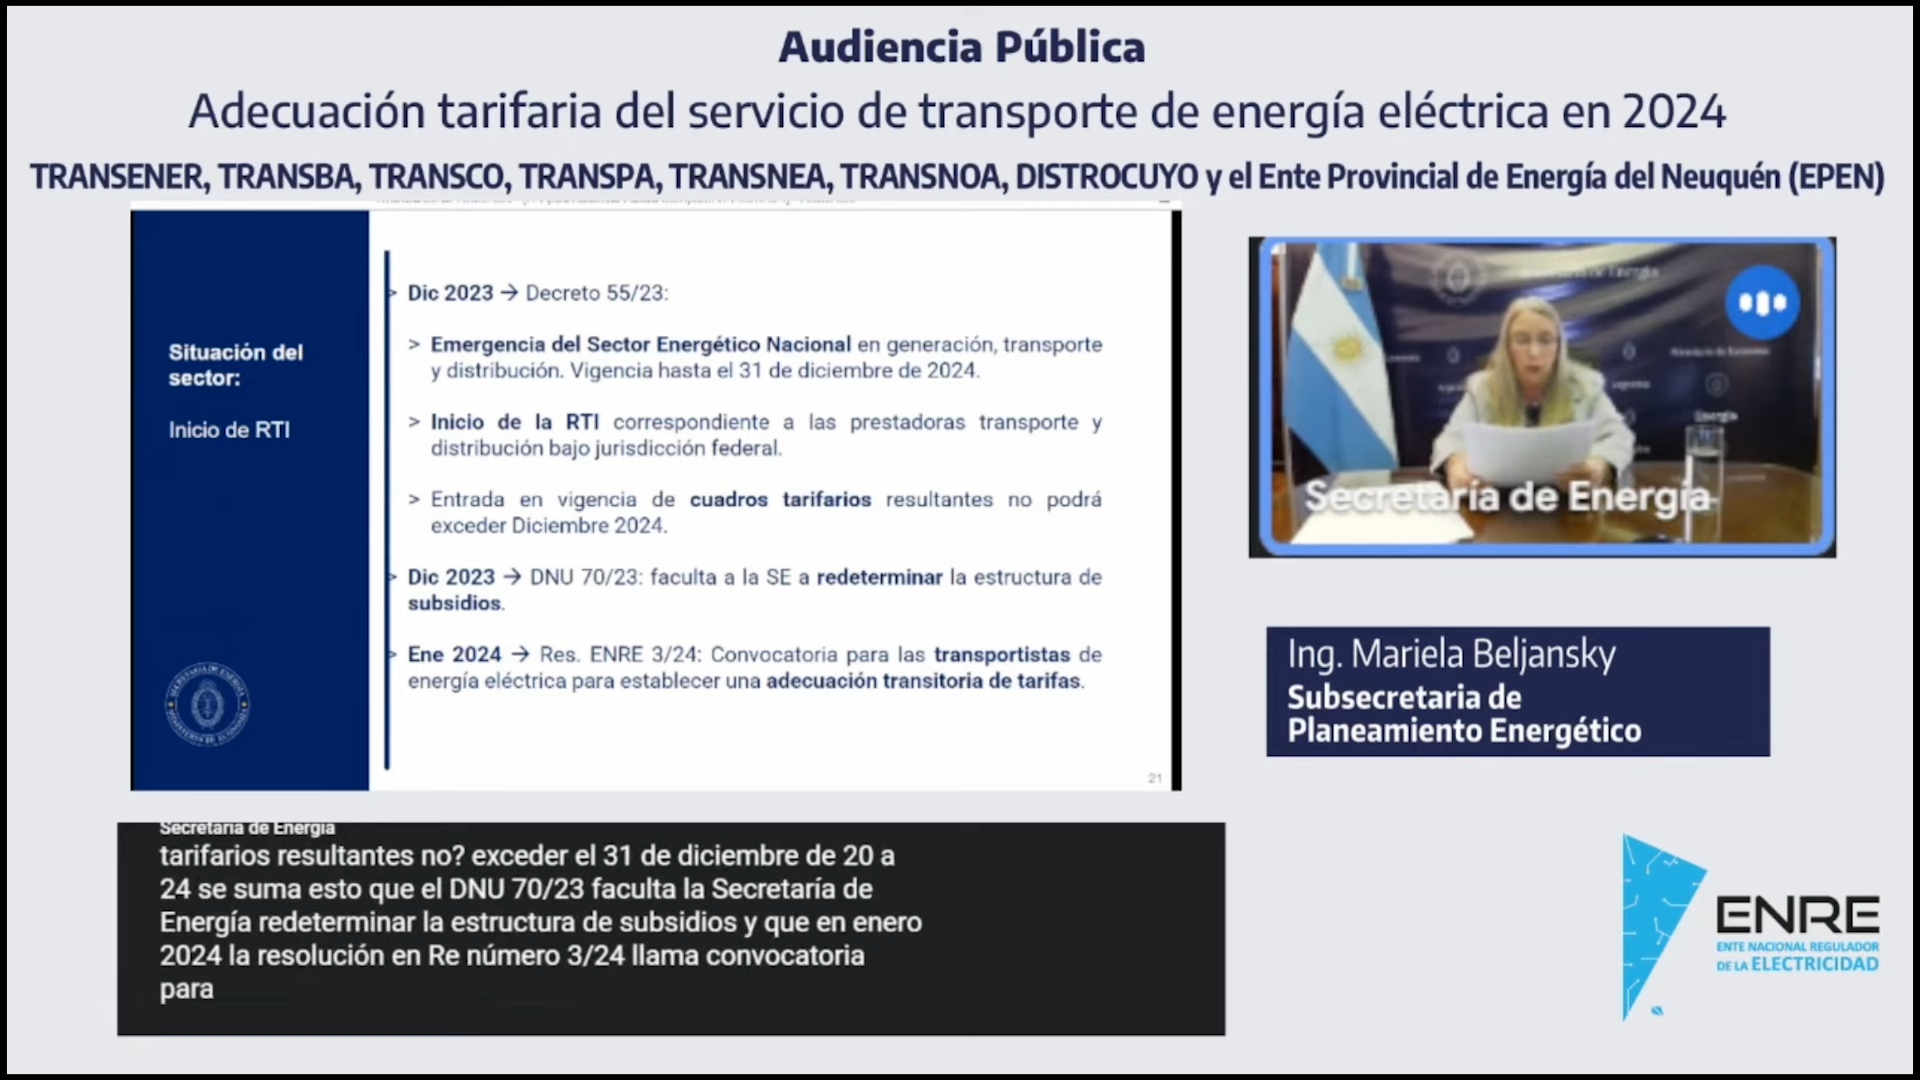 Audiencia Pública
Adecuación tarifaria del servicio de transporte de energía eléctrica en 2024
TRANSENER, TRANSBA, TRANSCO, TRANSPA, TRANSNEA, TRANSNOA, DISTROCUYO y el Ente Provincial de Energía del Neuquén (EPEN)
Situación del
sector:
Inicio de RTI
> Dic 2023 → Decreto 55/23:
> Emergencia del Sector Energético Nacional en generación, transporte
y distribución. Vigencia hasta el 31 de diciembre de 2024.
> Inicio de la RTI correspondiente a las prestadoras transporte y
distribución bajo jurisdicción federal.
> Entrada en vigencia de cuadros tarifarios resultantes no podrá
exceder Diciembre 2024.
> Dic 2023 → DNU 70/23: faculta a la SE a redeterminar la estructura de
subsidios.
> Ene 2024 → Res. ENRE 3/24: Convocatoria para las transportistas de
energía eléctrica para establecer una adecuación transitoria de tarifas.
21
Secretaría de Energía
Ing. Mariela Beljansky
Subsecretaria de
Planeamiento Energético
Secretaría de Energía
tarifarios resultantes no? exceder el 31 de diciembre de 20 a
24 se suma esto que el DNU 70/23 faculta la Secretaría de
Energía redeterminar la estructura de subsidios y que en enero
2024 la resolución en Re número 3/24 llama convocatoria
para
ENRE
ENTE NACIONAL REGULADOR
DE LA ELECTRICIDAD